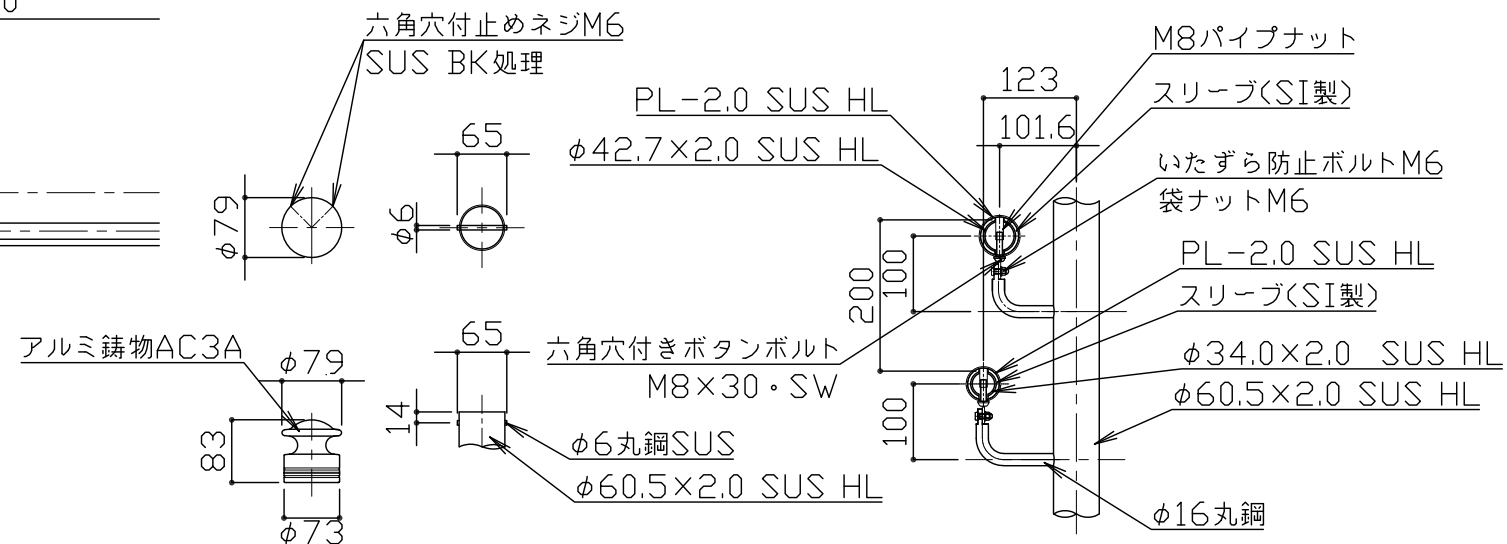 六角穴付止めネジM6
SUS BK処理
φ79
65
φ6
アルミ鋳物AC3A
φ79
83
φ73
65
14
φ6丸鋼SUS
φ60.5×2.0 SUS HL
PL-2.0 SUS HL
φ42.7×2.0 SUS HL
123
101.6
M8パイプナット
スリーブ(SI製)
いたずら防止ボルトM6
袋ナットM6
200
100
PL-2.0 SUS HL
スリーブ(SI製)
六角穴付きボタンボルト
M8×30・SW
φ34.0×2.0 SUS HL
φ60.5×2.0 SUS HL
100
φ16丸鋼